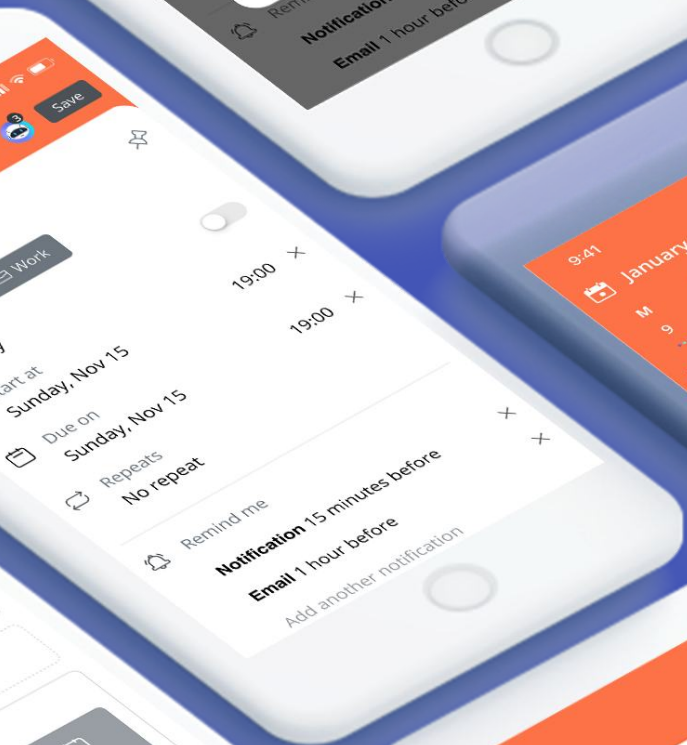 Remi
Notification
Email 1 hour befo
3
Save
Work
tart at
Sunday, Nov 15
19:00
Due on
Sunday, Nov 15
19:00
Repeats
No repeat
Remind me
Notification 15 minutes before
Email 1 hour before
Add another notification
9:41
January
M
9